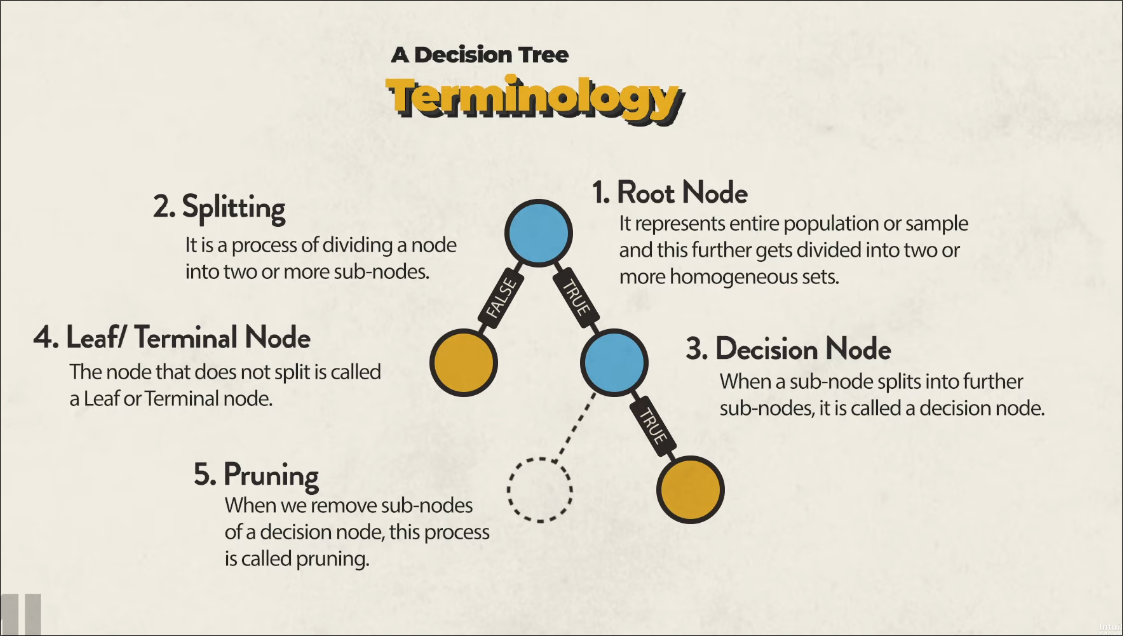 A Decision Tree
Terminology
1. Root Node
It represents entire population or sample
and this further gets divided into two or
more homogeneous sets.
2. Splitting
It is a process of dividing a node
into two or more sub-nodes.
FALSE
TRUE
3. Decision Node
When a sub-node splits into further
sub-nodes, it is called a decision node.
4. Leaf/ Terminal Node
The node that does not split is called
a Leaf or Terminal node.
TRUE
5. Pruning
When we remove sub-nodes
of a decision node, this process
is called pruning.